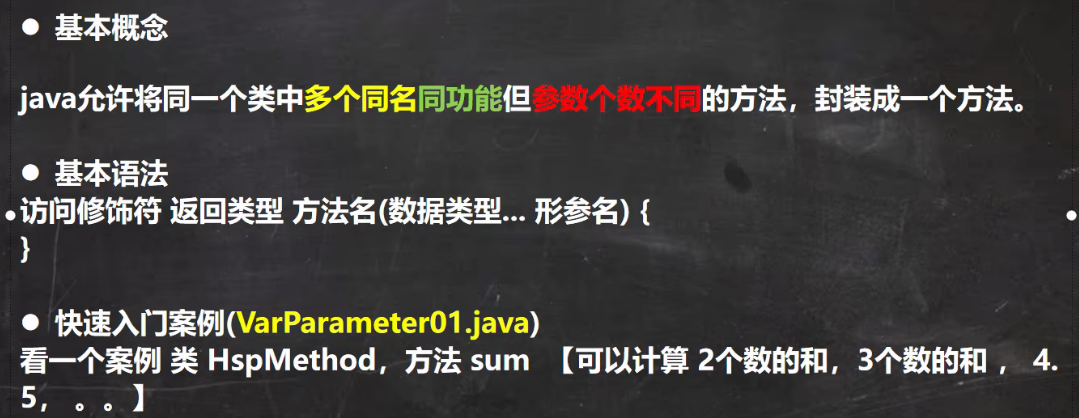 ● 基本概念
java允许将同一个类中多个同名同功能但参数个数不同的方法，封装成一个方法。
● 基本语法
访问修饰符 返回类型 方法名(数据类型... 形参名) {
}
● 快速入门案例(VarParameter01.java)
看一个案例 类 HspMethod，方法 sum 【可以计算 2个数的和，3个数的和 ， 4.
5， 。。】